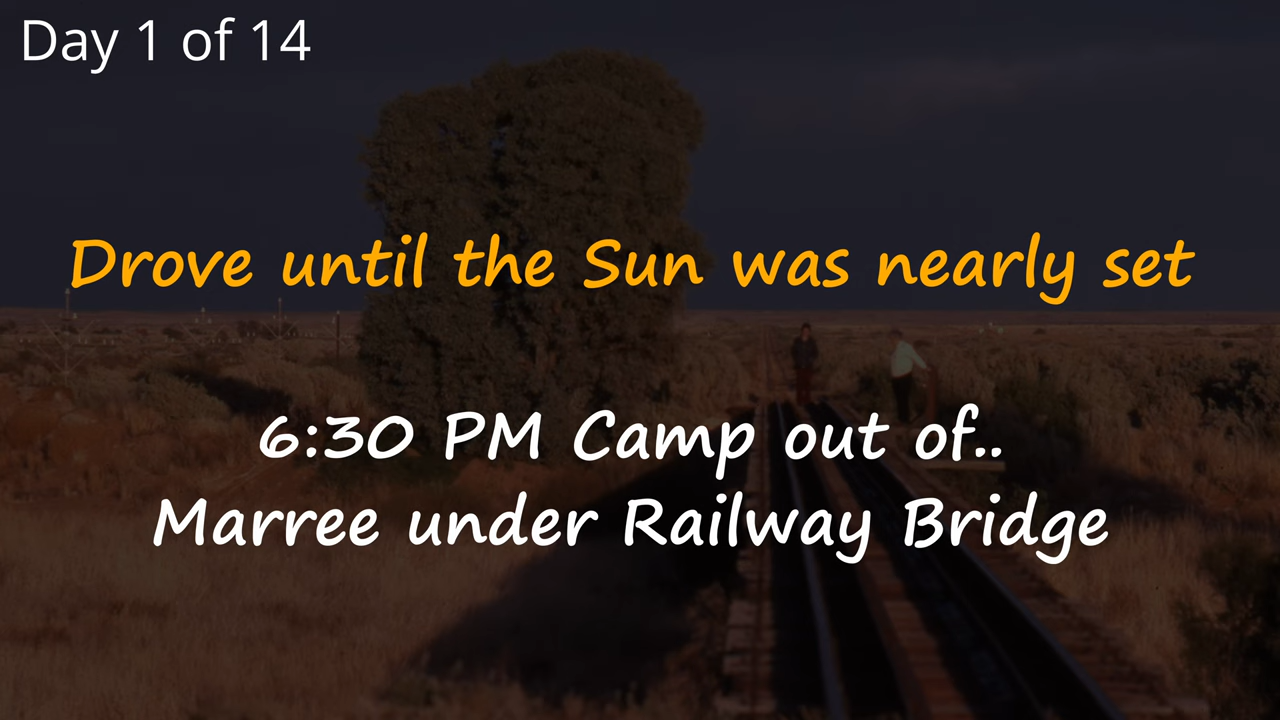 Day 1 of 14
Drove until the Sun was nearly set
6:30 PM Camp out of..
Marree under Railway Bridge